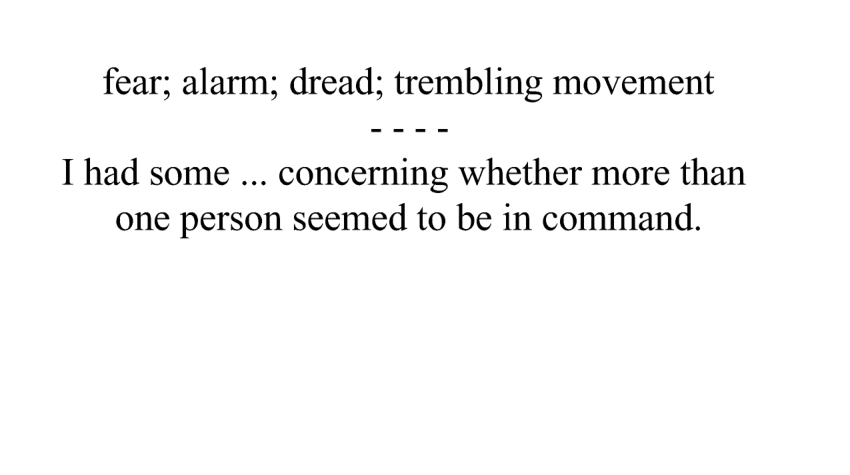 fear; alarm; dread; trembling movement
- - - -
I had some ... concerning whether more than
one person seemed to be in command.